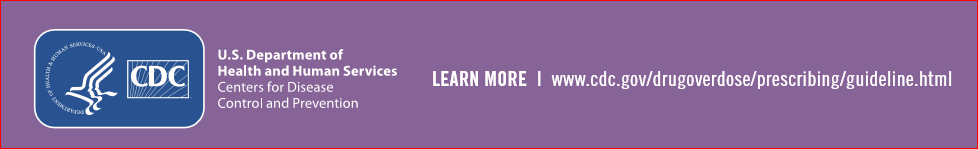 DEPARTMENT OF HEALTH & HUMAN SERVICES USA
CDC
U.S. Department of
Health and Human Services
Centers for Disease
Control and Prevention
LEARN MORE | www.cdc.gov/drugoverdose/prescribing/guideline.html